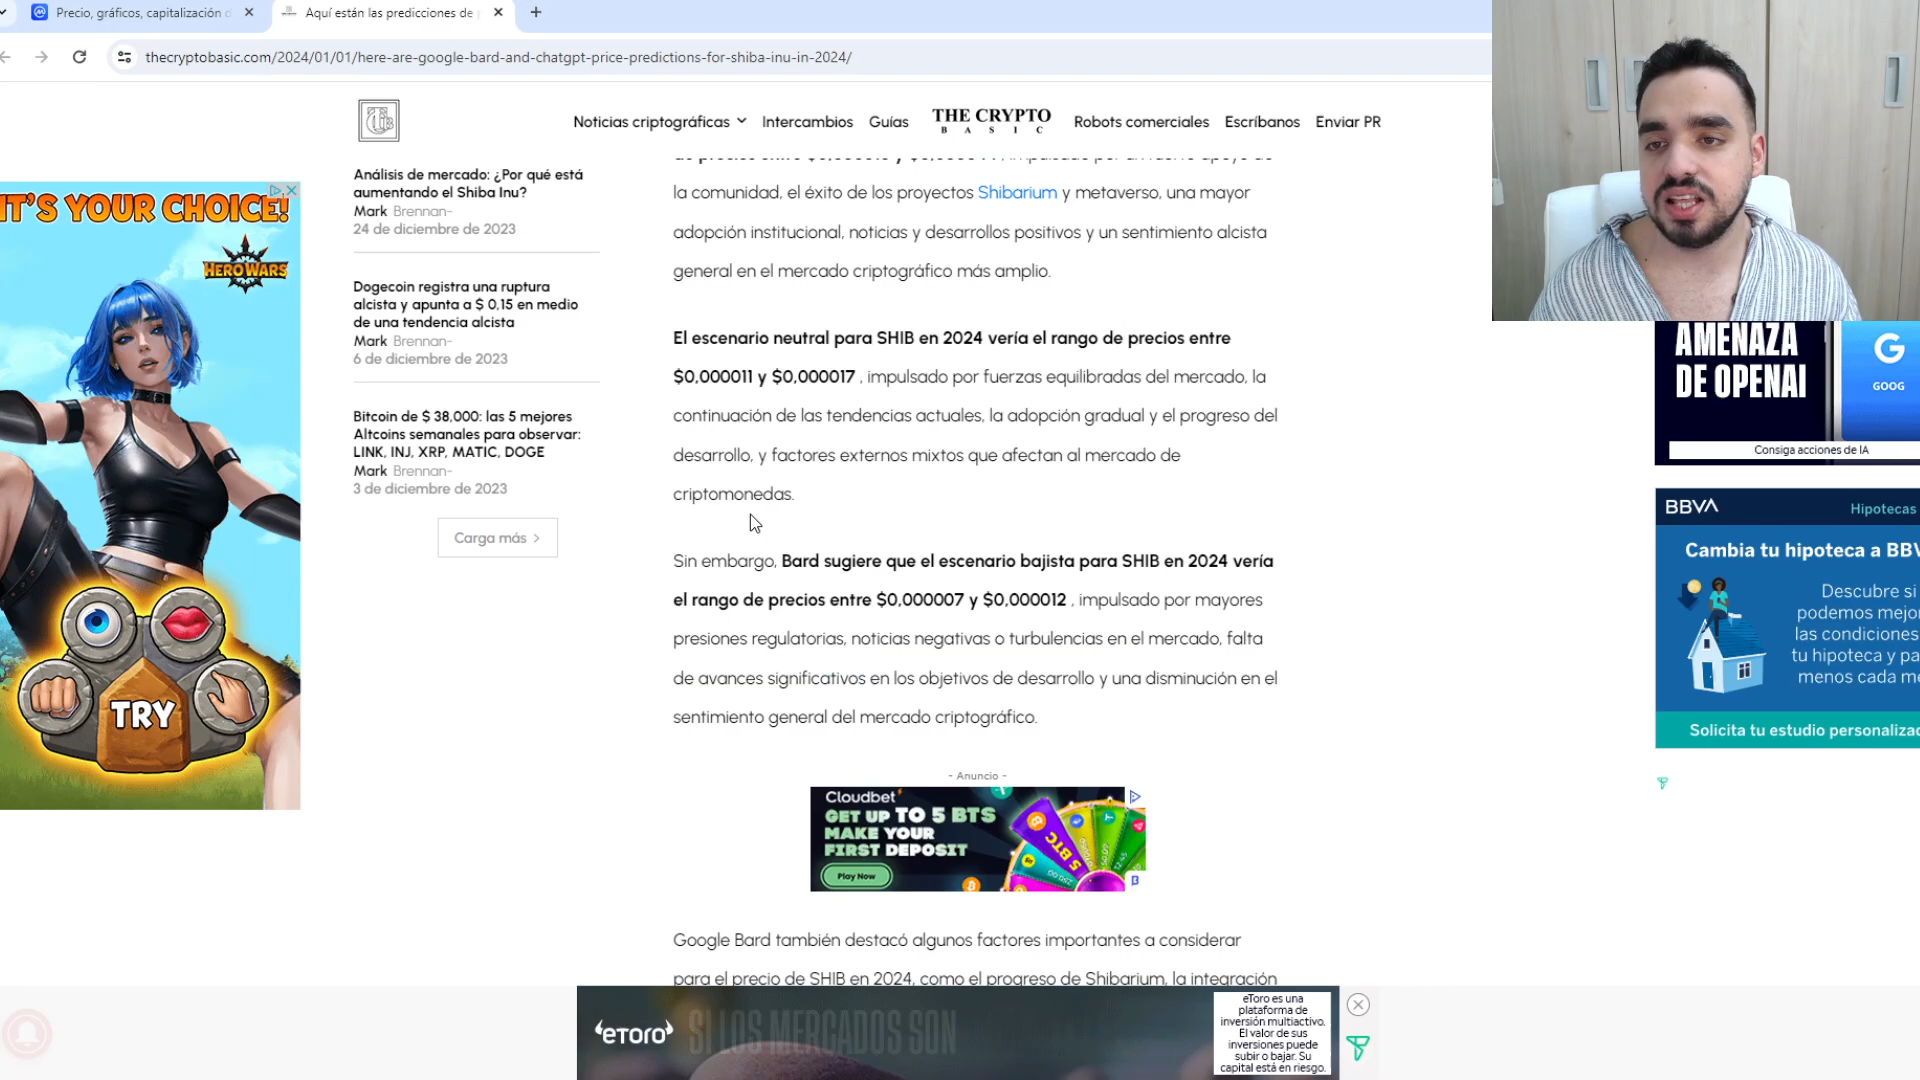 Precio, gráficos, capitalización d
Aquí están las predicciones de p
thecryptobasic.com/2024/01/01/here-are-google-bard-and-chatgpt-price-predictions-for-shiba-inu-in-2024/
Noticias criptográficas
Intercambios
Guías
THE CRYPTO
BASIC
Robots comerciales
Escríbanos
Enviar PR
Análisis de mercado: ¿Por qué está
aumentando el Shiba Inu?
Mark Brennan-
24 de diciembre de 2023
Dogecoin registra una ruptura
alcista y apunta a $ 0,15 en medio
de una tendencia alcista
Mark Brennan-
6 de diciembre de 2023
Bitcoin de $ 38,000: las 5 mejores
Altcoins semanales para observar:
LINK, INJ, XRP, MATIC, DOGE
Mark Brennan-
3 de diciembre de 2023
Carga más
la comunidad, el éxito de los proyectos Shibarium y metaverso, una mayor
adopción institucional, noticias y desarrollos positivos y un sentimiento alcista
general en el mercado criptográfico más amplio.
El escenario neutral para SHIB en 2024 vería el rango de precios entre
$0,000011 y $0,000017 , impulsado por fuerzas equilibradas del mercado, la
continuación de las tendencias actuales, la adopción gradual y el progreso del
desarrollo, y factores externos mixtos que afectan al mercado de
criptomonedas.
Sin embargo, Bard sugiere que el escenario bajista para SHIB en 2024 vería
el rango de precios entre $0,000007 y $0,000012 , impulsado por mayores
presiones regulatorias, noticias negativas o turbulencias en el mercado, falta
de avances significativos en los objetivos de desarrollo y una disminución en el
sentimiento general del mercado criptográfico.
- Anuncio -
Cloudbet
GET UP TO 5 BTS
MAKE YOUR
FIRST DEPOSIT
Play Now
5 BTC
Google Bard también destacó algunos factores importantes a considerar
para el precio de SHIB en 2024, como el progreso de Shibarium, la integración
IT'S YOUR CHOICE!
HERO WARS
TRY
AMENAZA
DE OPENAI
G
GOOG
Consiga acciones de IA
BBVA
Hipotecas
Cambia tu hipoteca a BBV
Descubre si
podemos mejor
las condiciones
tu hipoteca y pa
menos cada me
Solicita tu estudio personalizad
eToro
SI LOS MERCADOS SON
eToro es una
plataforma de
inversión multiactivo.
El valor de sus
inversiones puede
subir o bajar. Su
capital está en riesgo.